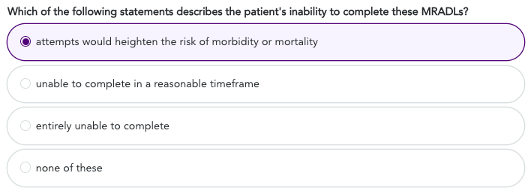 Which of the following statements describes the patient's inability to complete these MRADLs?
attempts would heighten the risk of morbidity or mortality
unable to complete in a reasonable timeframe
entirely unable to complete
none of these